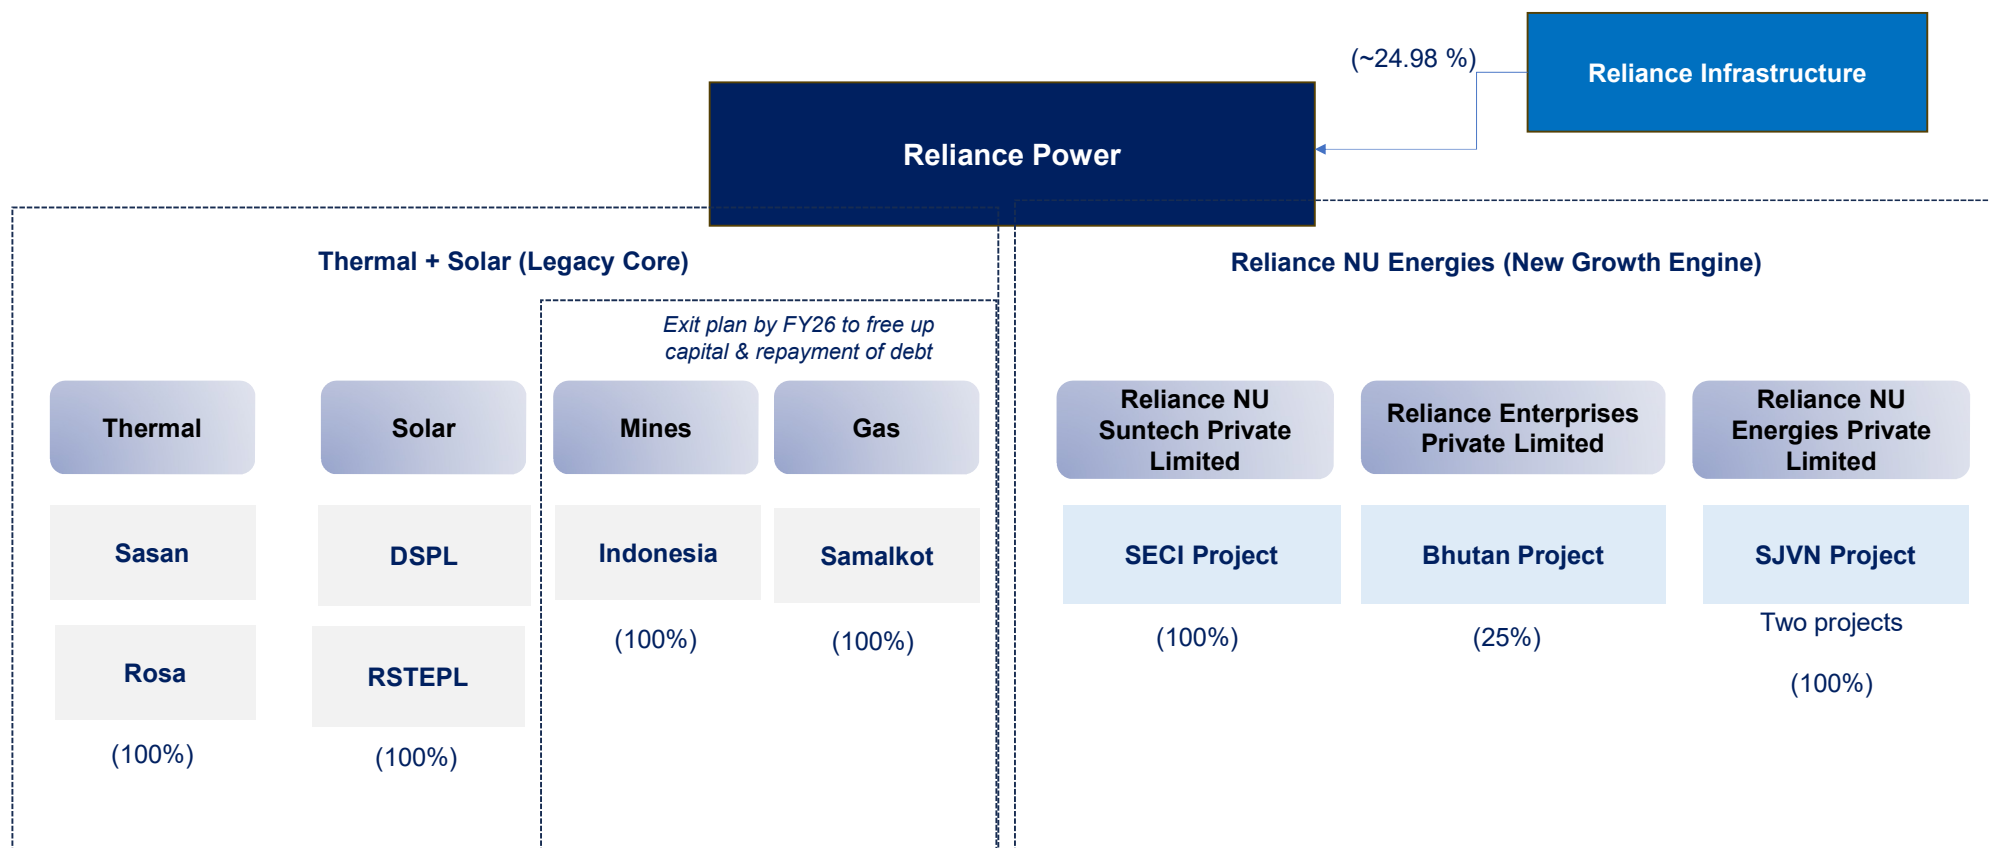 (~24.98 %)
Reliance Infrastructure
Reliance Power
Thermal + Solar (Legacy Core)
Exit plan by FY26 to free up
capital & repayment of debt
Thermal
Solar
Mines
Gas
Sasan
DSPL
Indonesia
Samalkot
(100%)
(100%)
Rosa
RSTEPL
(100%)
(100%)
Reliance NU Energies (New Growth Engine)
Reliance NU
Suntech Private
Limited
Reliance Enterprises
Private Limited
Reliance NU
Energies Private
Limited
SECI Project
Bhutan Project
SJVN Project
(100%)
(25%)
Two projects
(100%)